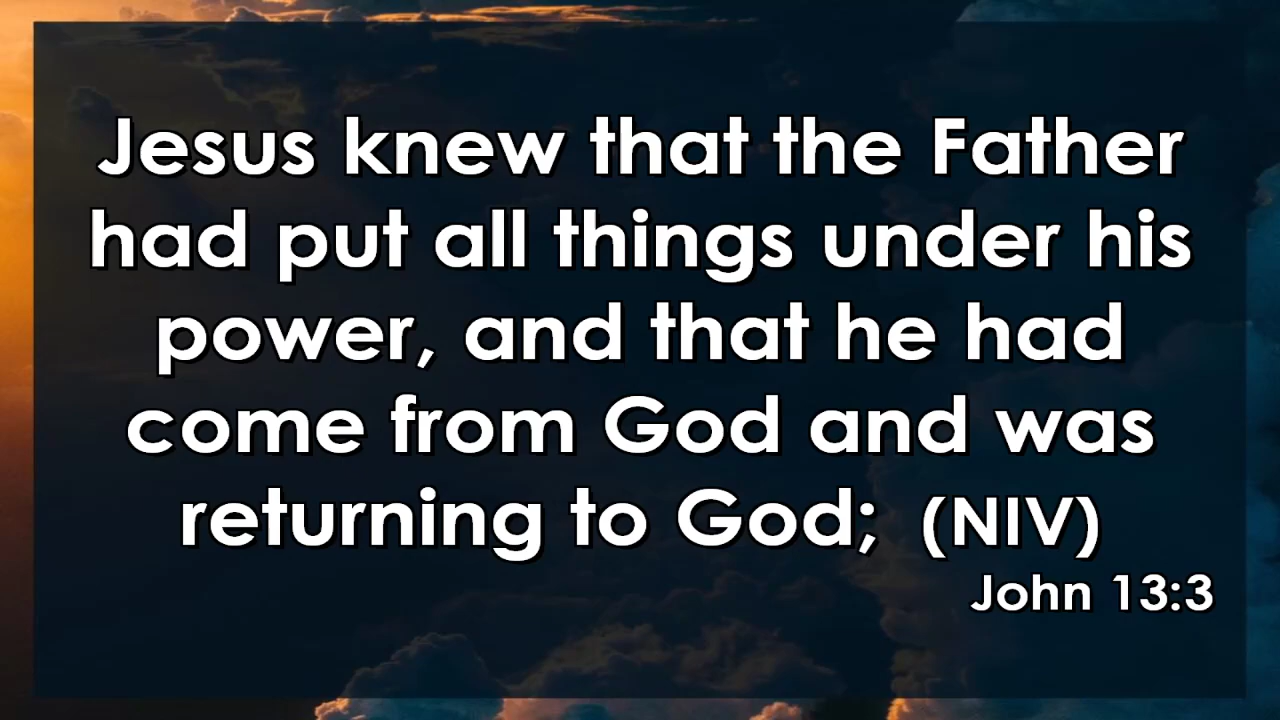 Jesus knew that the Father
had put all things under his
power, and that he had
come from God and was
returning to God; (NIV)
John 13:3